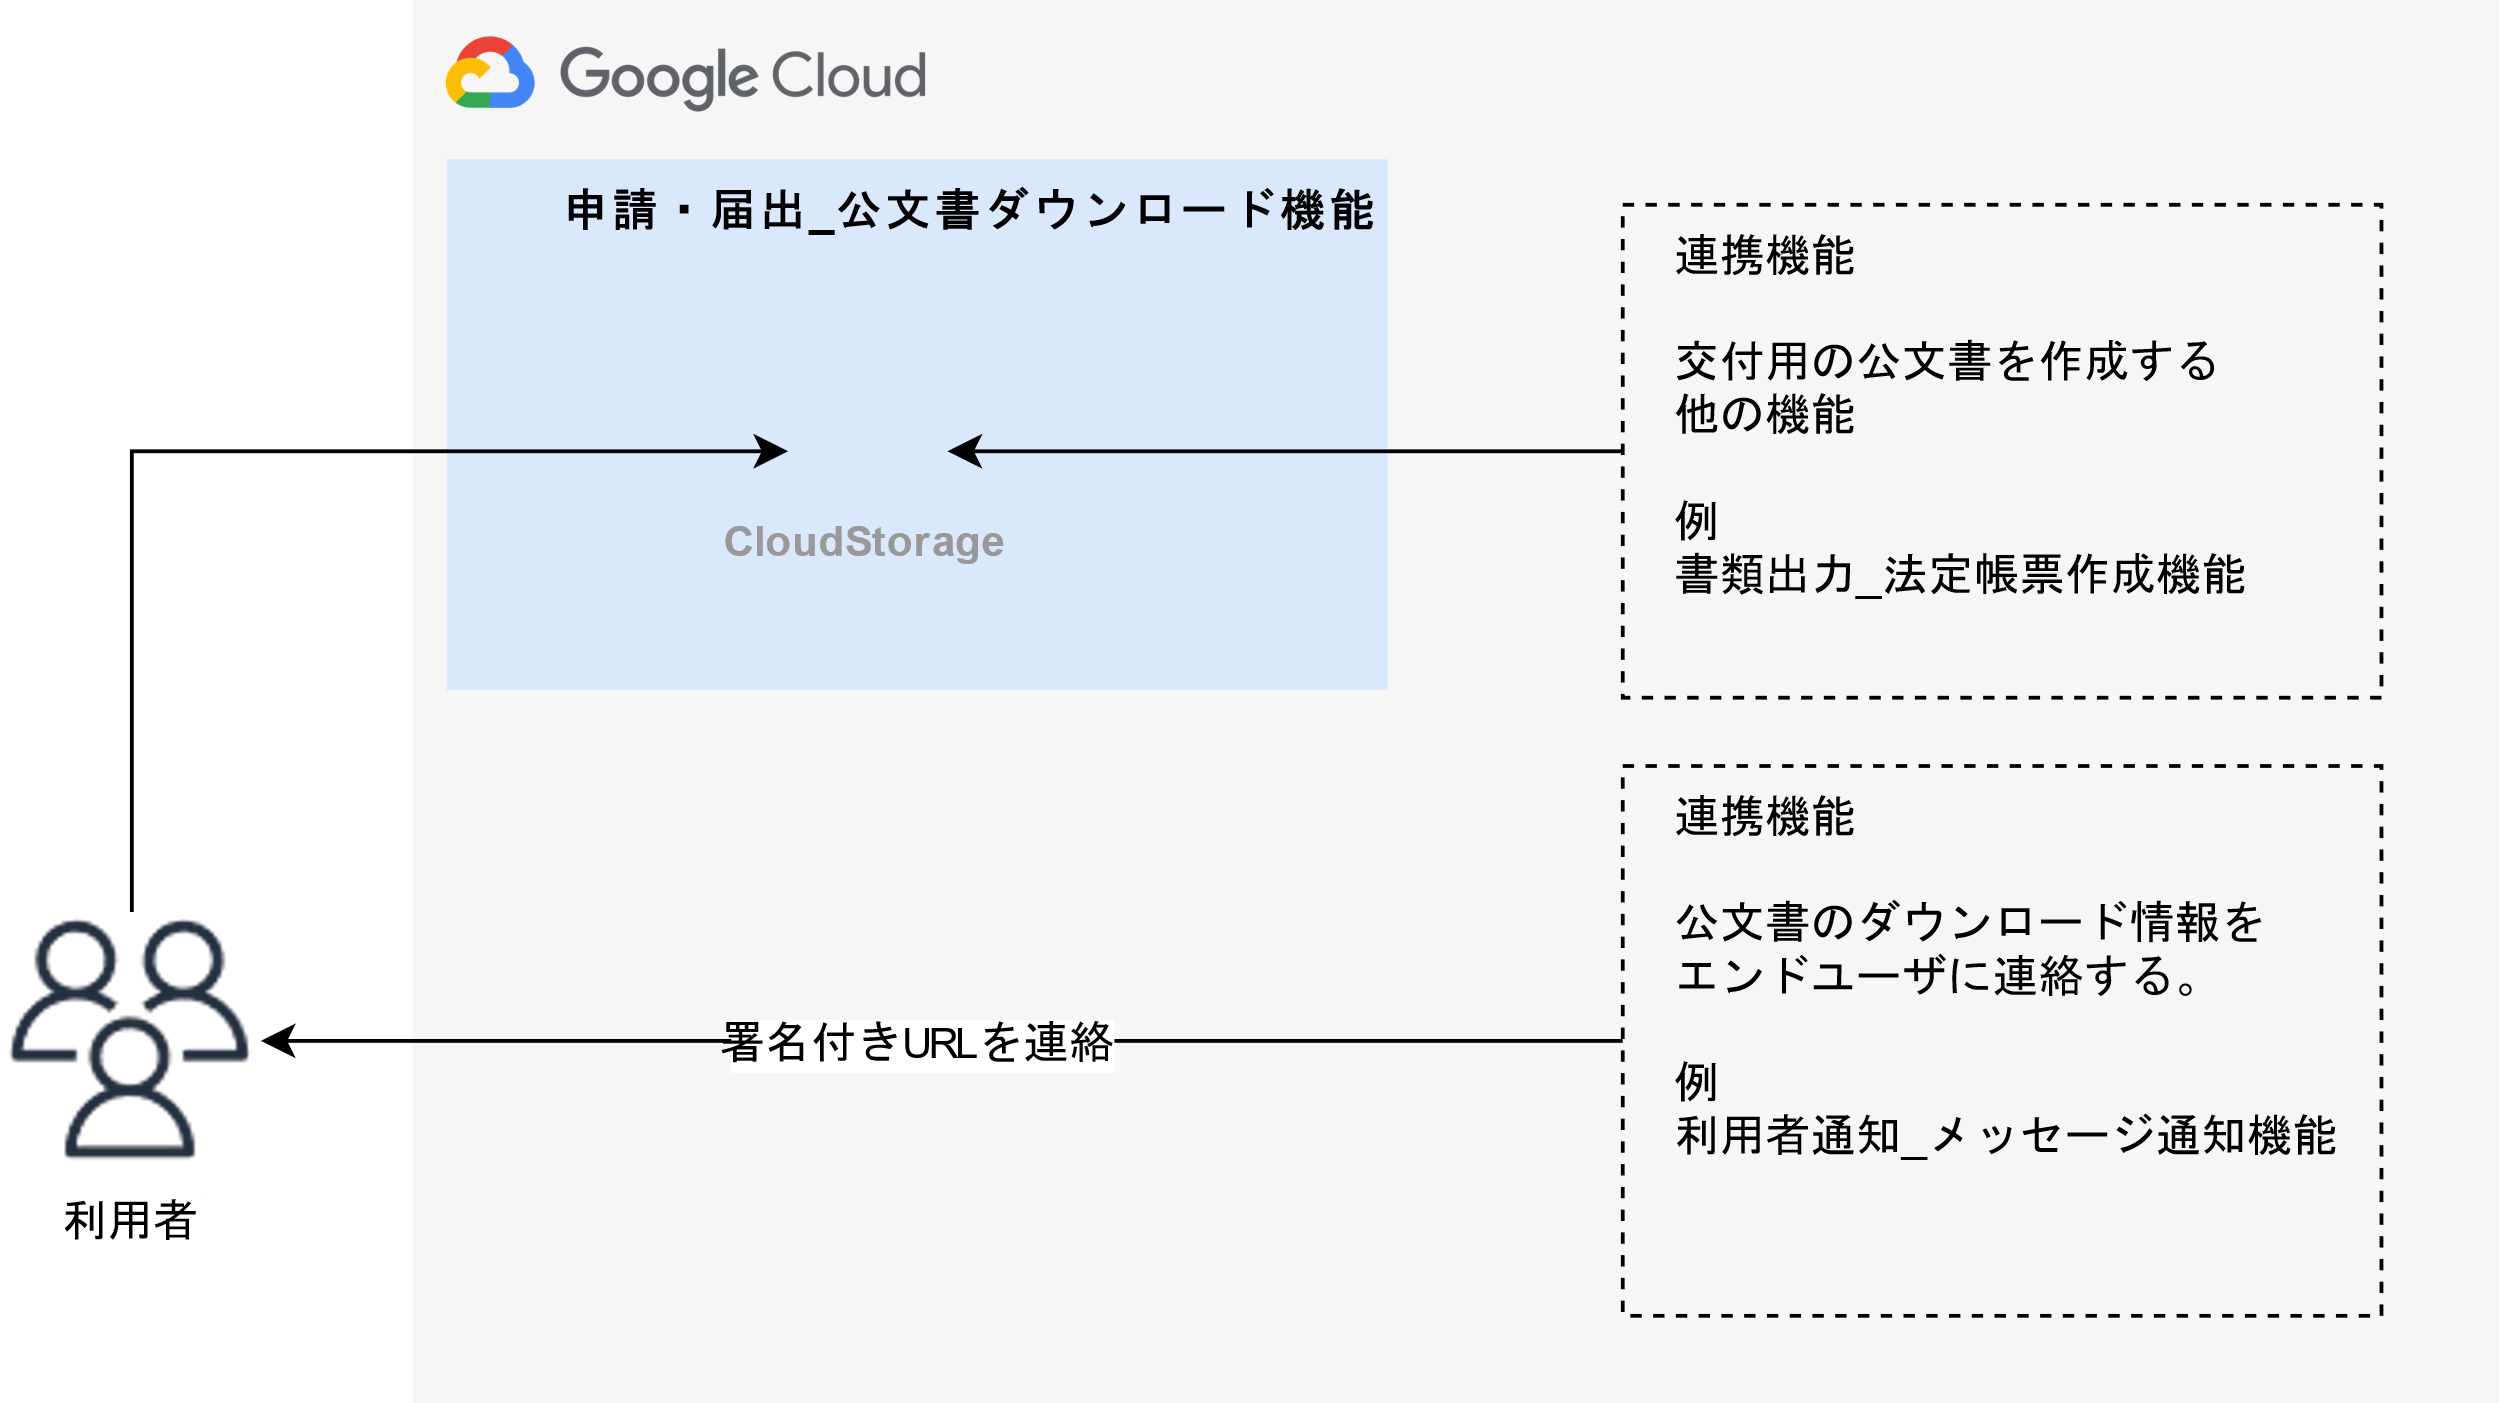 Google Cloud
申請・届出_公文書ダウンロード機能
CloudStorage
連携機能
交付用の公文書を作成する
他の機能
例
書類出力_法定帳票作成機能
連携機能
公文書のダウンロード情報を
エンドユーザに連絡する。
例
利用者通知_メッセージ通知機能
署名付きURLを連絡
利用者